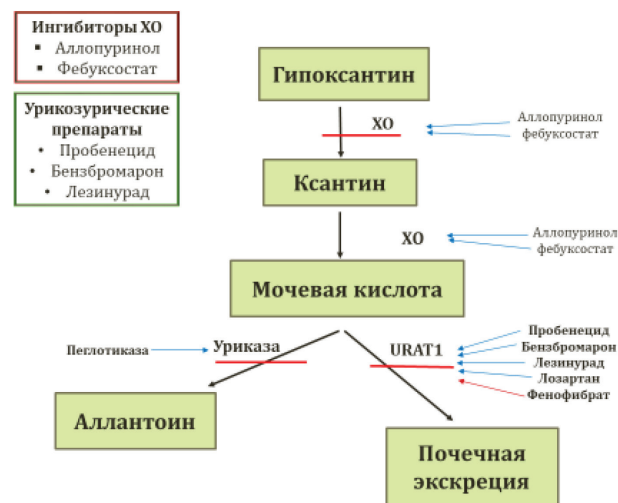 Ингибиторы ХО
▪ Аллопуринол
▪ Фебуксостат
Урикозурические
препараты
• Пробенецид
• Бензбромарон
• Лезинурад
Гипоксантин
ХО
Аллопуринол
фебуксостат
Ксантин
ХО
Аллопуринол
фебуксостат
Мочевая кислота
Пеглотиказа
Уриказа
URAT1
Пробенецид
Бензбромарон
Лезинурад
Лозартан
Фенофибрат
Аллантоин
Почечная
экскреция